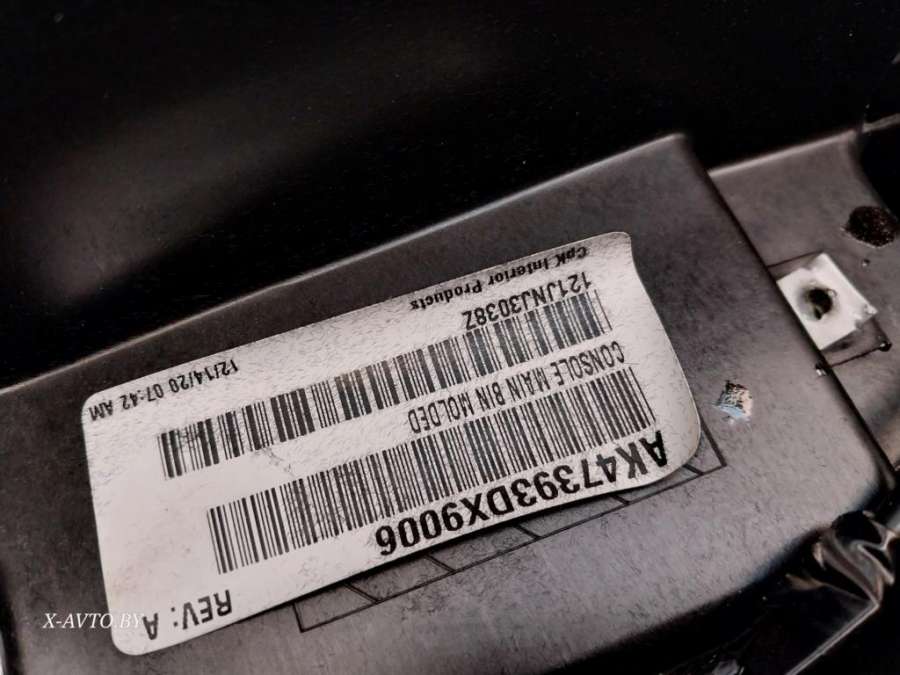 AK47393DX9006
REV: A
CONSOLE MAIN BIN MOLDED
121JNJ3038Z
CpK Interior Products
12/14/20 07:42 AM
X-AVTO.BY